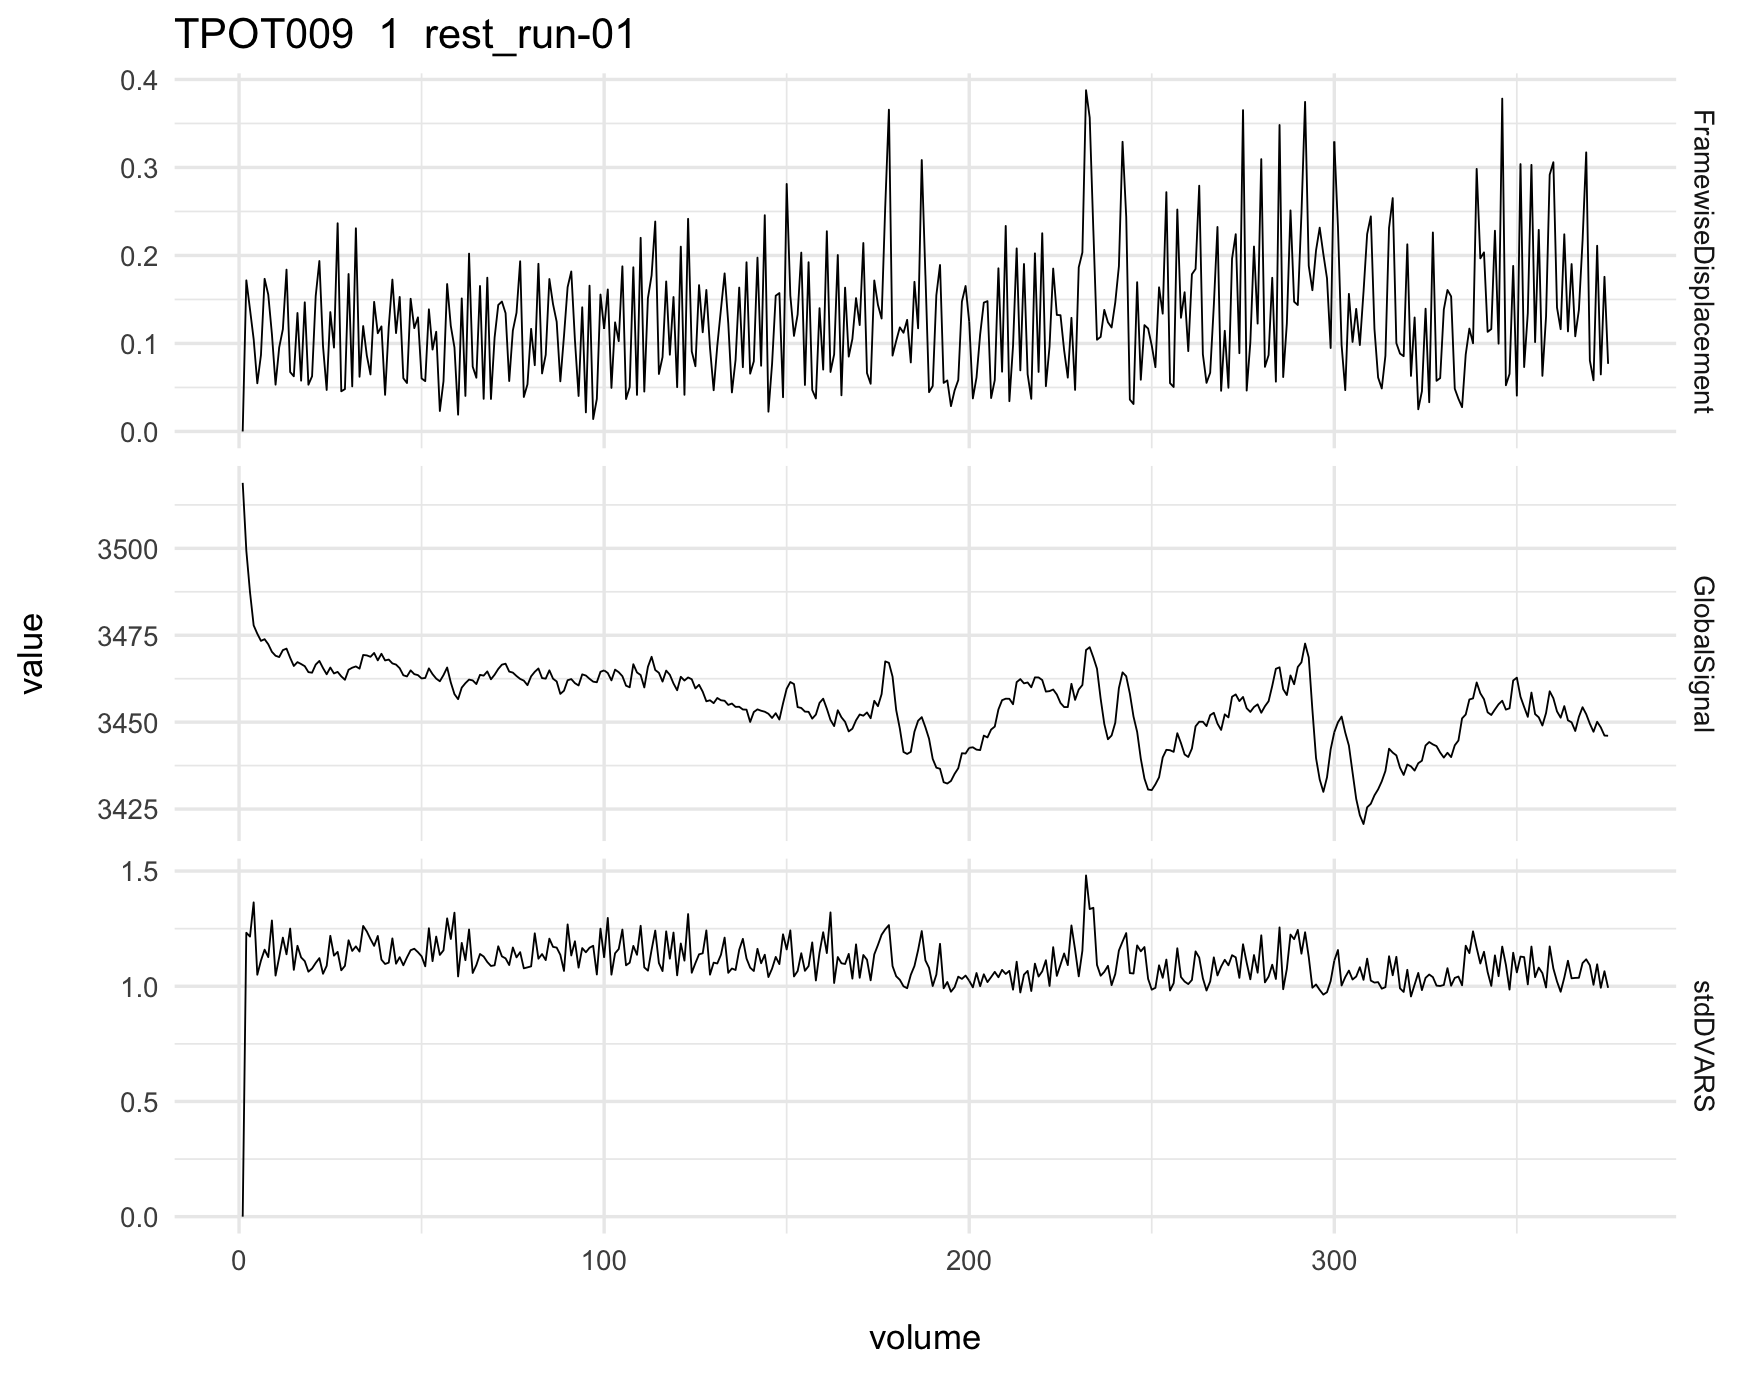 TPOT009  1  rest_run-01
0.4
0.3
0.2
0.1
0.0
FramewiseDisplacement
3500
3475
3450
3425
GlobalSignal
1.5
1.0
0.5
0.0
stdDVARS
value
0 100 200 300
volume